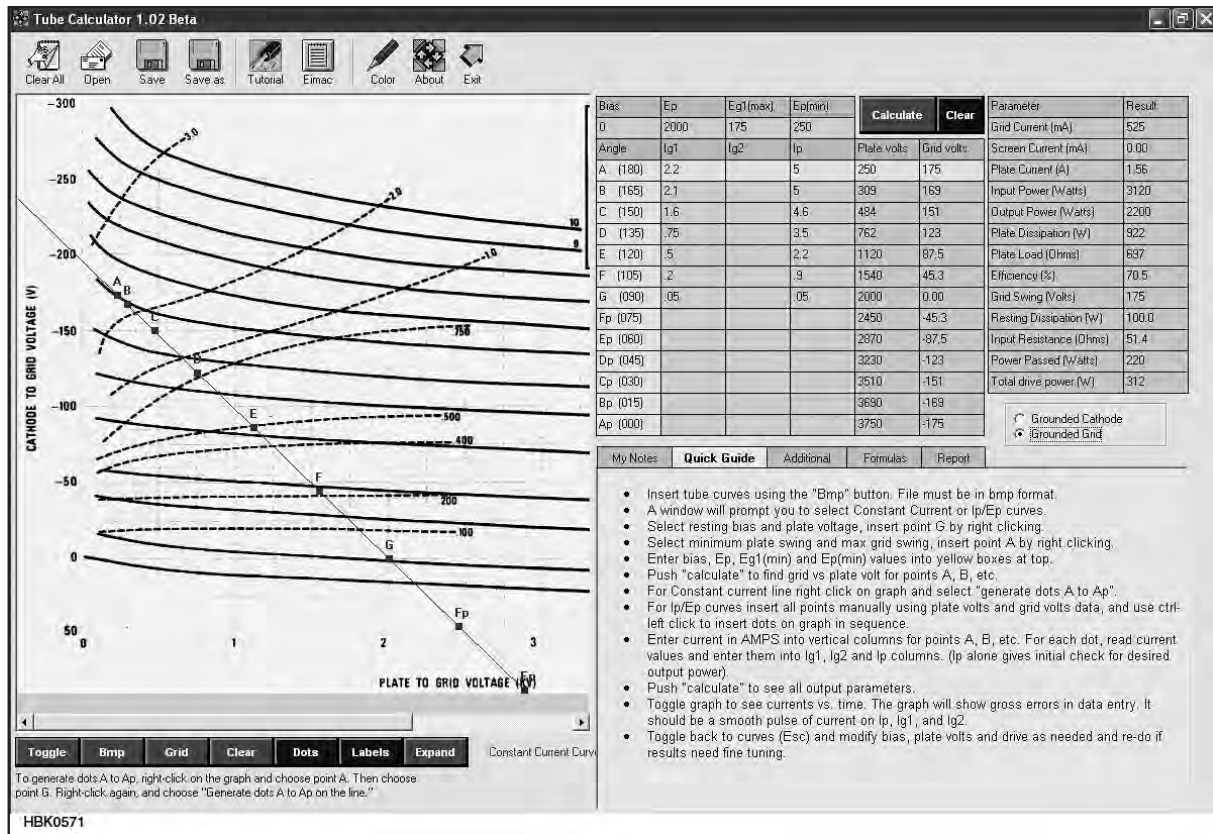 Tube Calculator 1.02 Beta
Clear All Open Save Save as Tutorial Eimac Color About Exit
-300
-250
-200
-150
-100
-50
0
50
CATHODE TO GRID VOLTAGE (V)
-3.0
-2.0
-1.0
10
9
.750
.500
.400
.200
.100
A
B
C
D
E
F
G
Fp
Ep
0 1 2 3
PLATE TO GRID VOLTAGE (KV)
Bias Ep Eg1(max) Ep(min)
0 2000 175 250
Calculate Clear
Angle Ig1 Ig2 Ip Plate volts Grid volts
A (180) 2.2 5 250 175
B (165) 2.1 5 309 169
C (150) 1.6 4.6 484 151
D (135) .75 3.5 762 123
E (120) .5 2.2 1120 87.5
F (105) .2 .9 1540 45.3
G (090) .05 .05 2000 0.00
Fp (075) 2450 -45.3
Ep (060) 2870 -87.5
Dp (045) 3230 -123
Cp (030) 3510 -151
Bp (015) 3690 -169
Ap (000) 3750 -175
Parameter Result
Grid Current (mA) 525
Screen Current (mA) 0.00
Plate Current (A) 1.56
Input Power (Watts) 3120
Output Power (Watts) 2200
Plate Dissipation (W) 922
Plate Load (Ohms) 697
Efficiency (%) 70.5
Grid Swing (Volts) 175
Resting Dissipation (W) 100.0
Input Resistance (Ohms) 51.4
Power Passed (Watts) 220
Total drive power (W) 312
Grounded Cathode
Grounded Grid
My Notes Quick Guide Additional Formulas Report
• Insert tube curves using the "Bmp" button. File must be in bmp format.
• A window will prompt you to select Constant Current or Ip/Ep curves.
• Select resting bias and plate voltage, insert point G by right clicking.
• Select minimum plate swing and max grid swing, insert point A by right clicking.
• Enter bias, Ep, Eg1(min) and Ep(min) values into yellow boxes at top.
• Push "calculate" to find grid vs plate volt for points A, B, etc.
• For Constant current line right click on graph and select "generate dots A to Ap".
• For Ip/Ep curves insert all points manually using plate volts and grid volts data, and use ctrl-
left click to insert dots on graph in sequence.
• Enter current in AMPS into vertical columns for points A, B, etc. For each dot, read current
values and enter them into Ig1, Ig2 and Ip columns. (Ip alone gives initial check for desired
output power).
• Push "calculate" to see all output parameters.
• Toggle graph to see currents vs. time. The graph will show gross errors in data entry. It
should be a smooth pulse of current on Ip, Ig1, and Ig2.
• Toggle back to curves (Esc) and modify bias, plate volts and drive as needed and re-do if
results need fine tuning.
Toggle Bmp Grid Clear Dots Labels Expand Constant Current Curv
To generate dots A to Ap, right-click on the graph and choose point A. Then choose
point G. Right-click again, and choose "Generate dots A to Ap on the line."
HBK0571